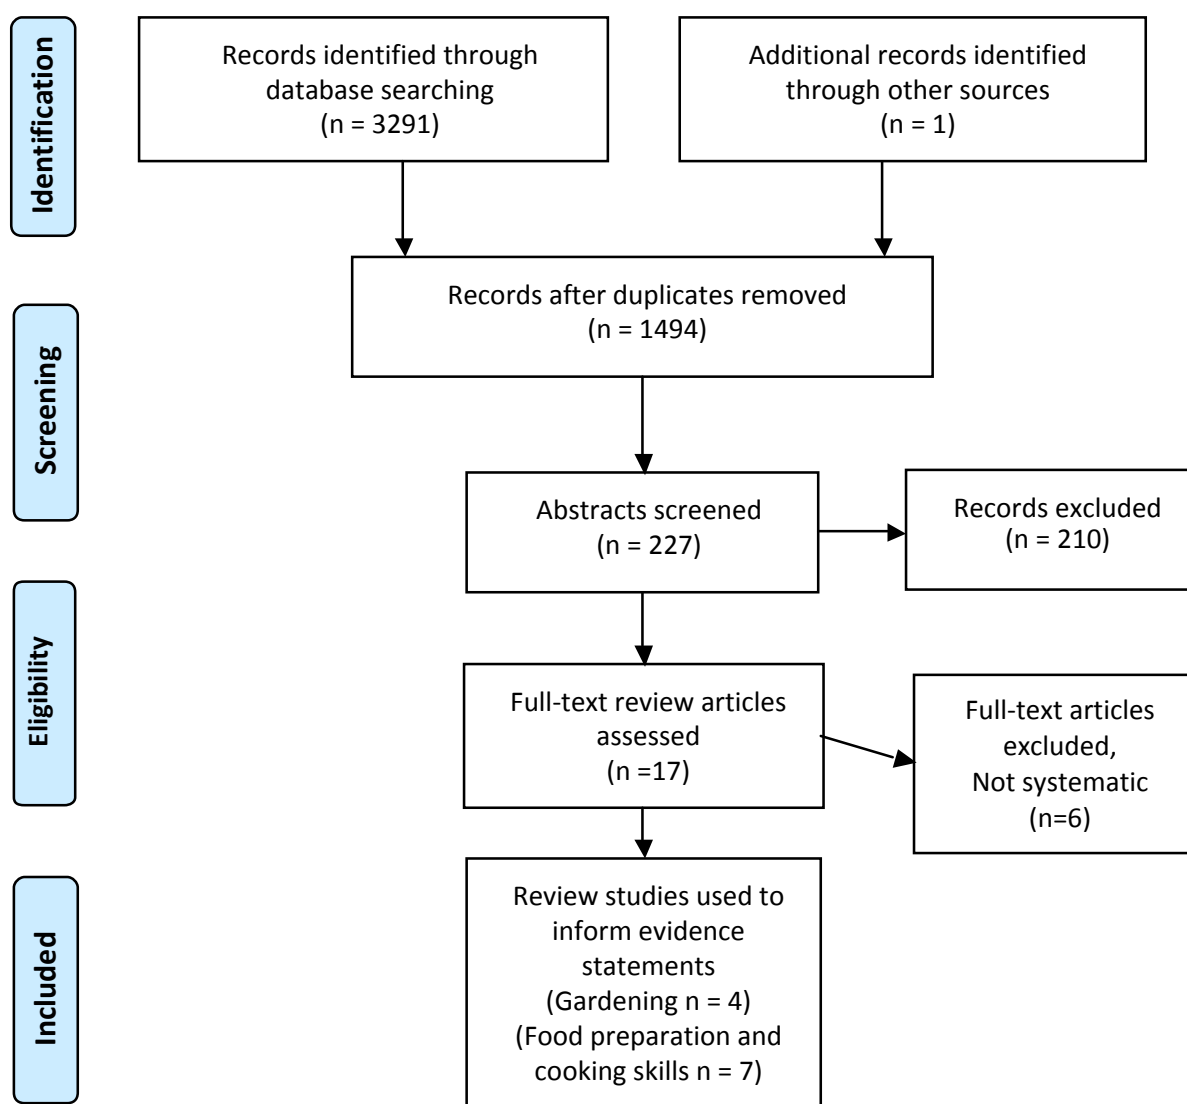 Identification
Records identified through
database searching
(n = 3291)
Additional records identified
through other sources
(n = 1)
Records after duplicates removed
(n = 1494)
Screening
Abstracts screened
(n = 227)
Records excluded
(n = 210)
Eligibility
Full-text review articles
assessed
(n =17)
Full-text articles
excluded,
Not systematic
(n=6)
Included
Review studies used to
inform evidence
statements
(Gardening n = 4)
(Food preparation and
cooking skills n = 7)